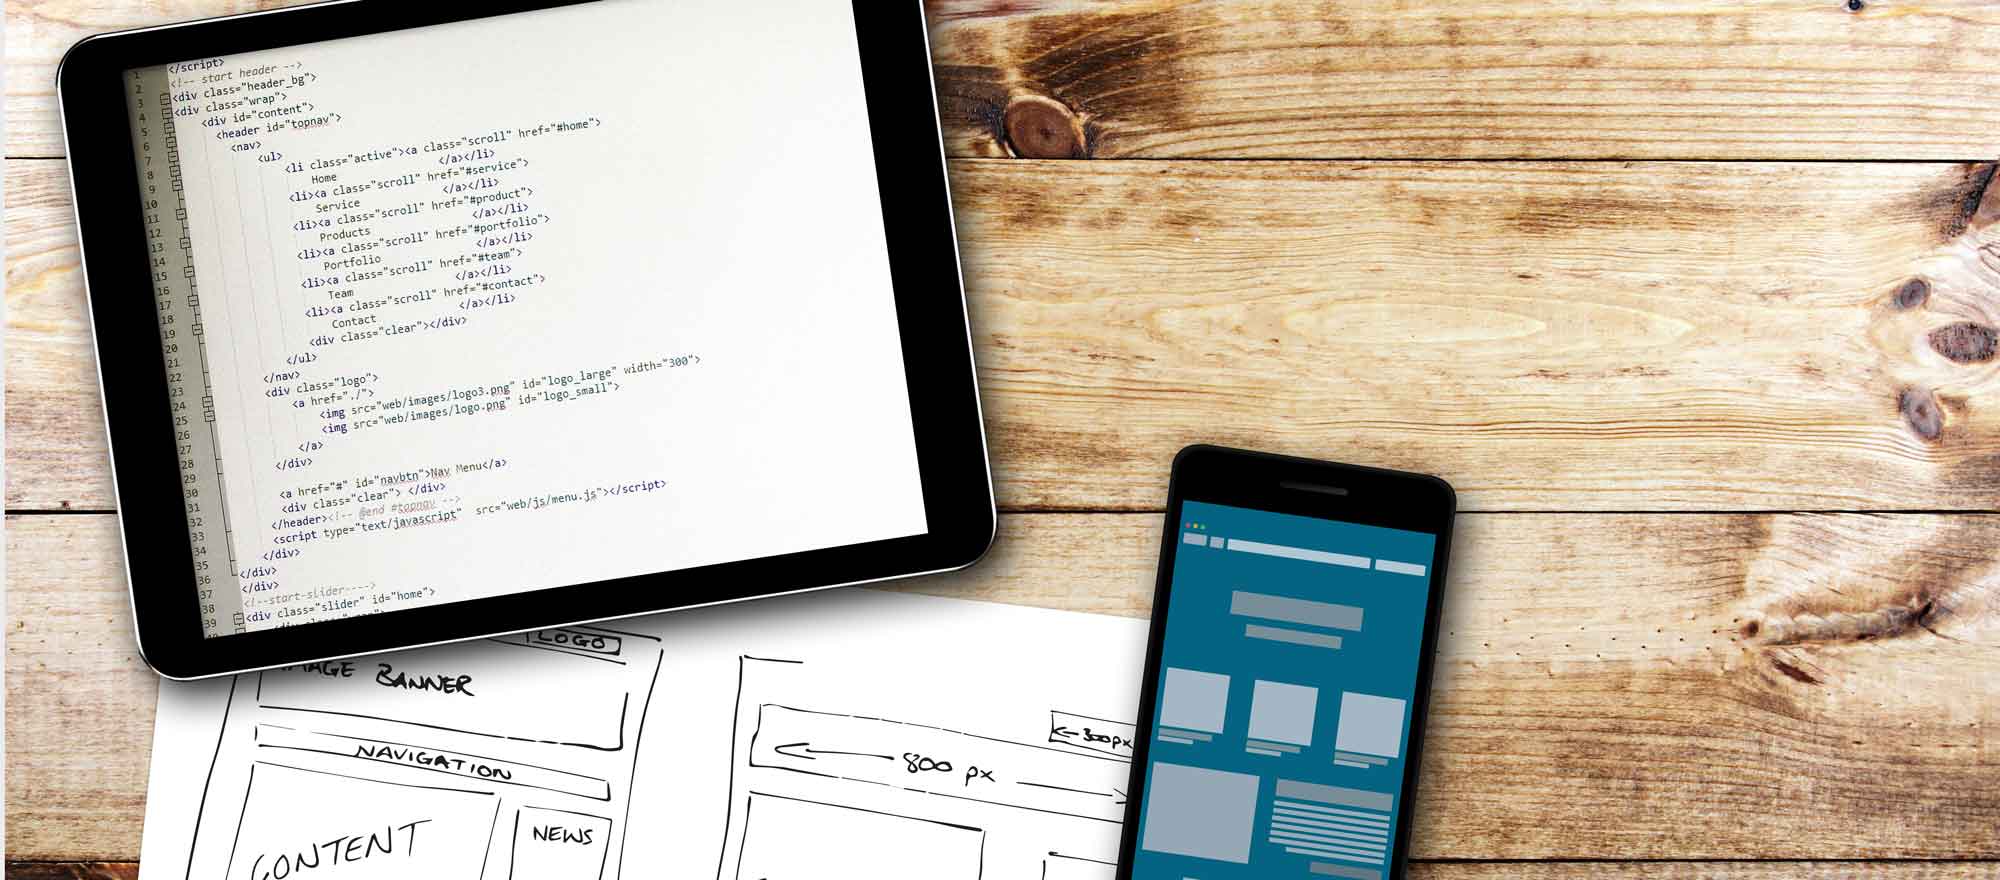 </script>
1
2 <!-- start header -->
3 <div class="header_bg">
4 <div class="wrap">
5 <div id="content">
6 <header id="topnav">
7 <nav>
8 <ul>
9 <li class="active"><a class="scroll" href="#home">
10 Home </a></li>
11 <li><a class="scroll" href="#service">
12 Service </a></li>
13 <li><a class="scroll" href="#product">
14 Products </a></li>
15 <li><a class="scroll" href="#portfolio">
16 Portfolio </a></li>
17 <li><a class="scroll" href="#team">
18 Team </a></li>
19 <li><a class="scroll" href="#contact">
20 Contact </a></li>
21 <div class="clear"></div>
22 </ul>
23 </nav>
24 <div class="logo">
25 <a href="./">
26 <img src="web/images/logo3.png" id="logo_large" width="300">
27 <img src="web/images/logo.png" id="logo_small">
28 </a>
29 </div>
30
31 <a href="#" id="navbtn">Nav Menu</a>
32 <div class="clear"> </div>
33 </header><!-- @end #topnav -->
34 <script type="text/javascript" src="web/js/menu.js"></script>
35 </div>
36 </div>
37 </div>
38 <!--start-slider---->
39 <div class="slider" id="home">
LOGO
IMAGE BANNER
NAVIGATION
CONTENT
NEWS
300px
800 px